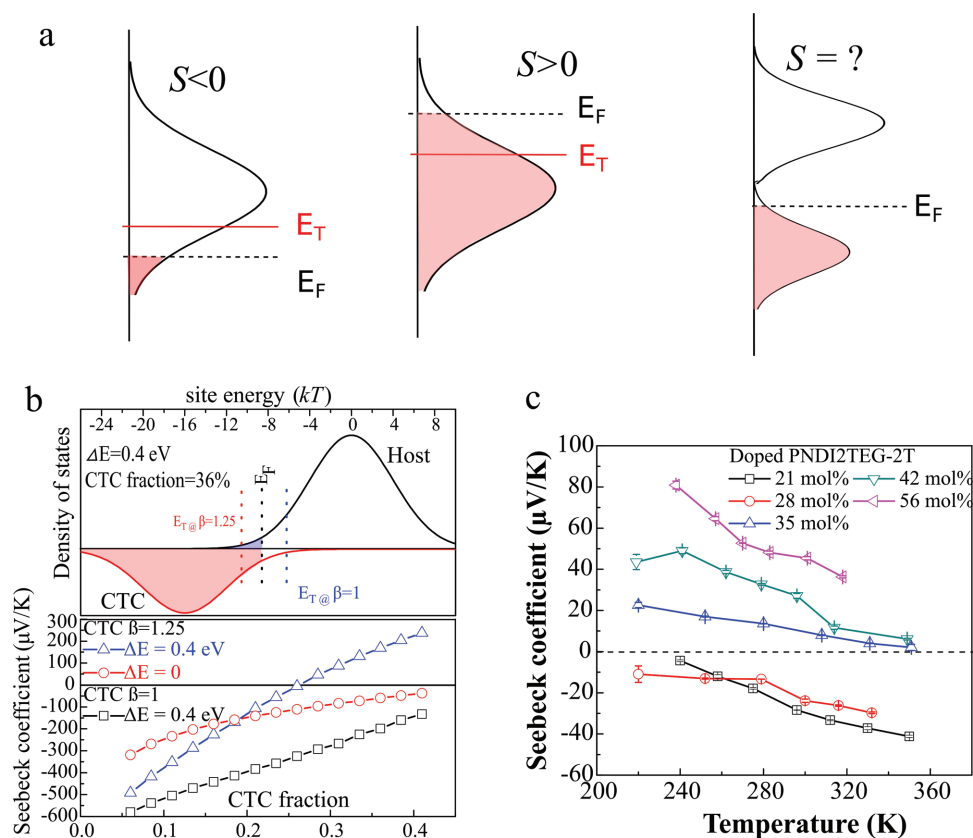 a
S<0
S>0
S = ?
E_F
E_T
E_T
E_F
E_F
b
site energy (kT)
-24 -20 -16 -12 -8 -4 0 4 8
ΔE=0.4 eV
CTC fraction=36%
Host
E_F
E_T@β=1.25
E_T@β=1
CTC
Density of states
CTC ß=1.25
ΔE = 0.4 eV
ΔE = 0
CTC ß=1
ΔE = 0.4 eV
300
200
100
0
-100
-200
-300
-400
-500
-600
Seebeck coefficient (µV/K)
CTC fraction
0.0 0.1 0.2 0.3 0.4
c
Doped PNDI2TEG-2T
21 mol% 42 mol%
28 mol% 56 mol%
35 mol%
100
80
60
40
20
0
-20
-40
-60
Seebeck coefficient (µV/K)
200 240 280 320 360
Temperature (K)